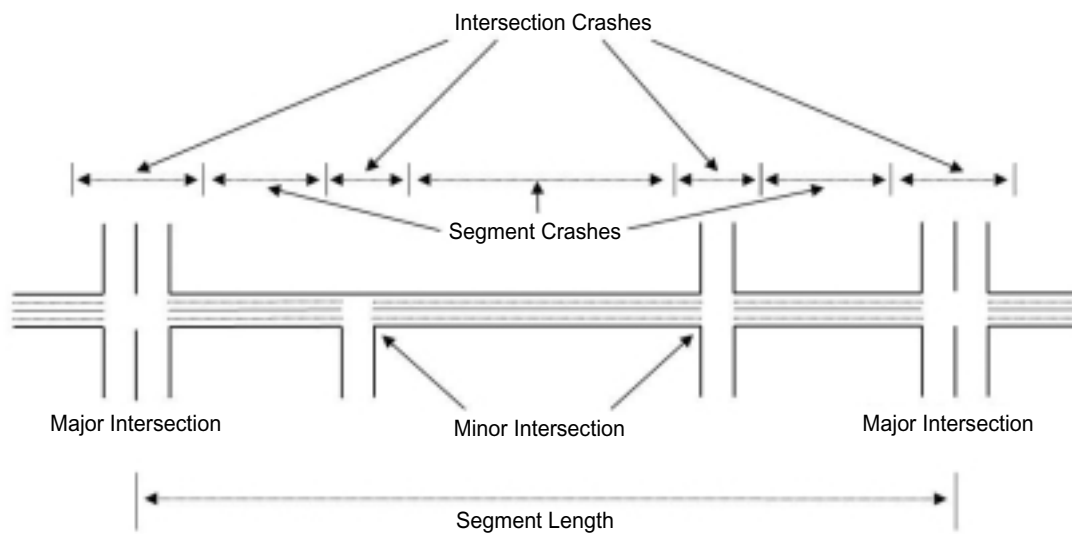 Intersection Crashes
Segment Crashes
Major Intersection
Minor Intersection
Major Intersection
Segment Length